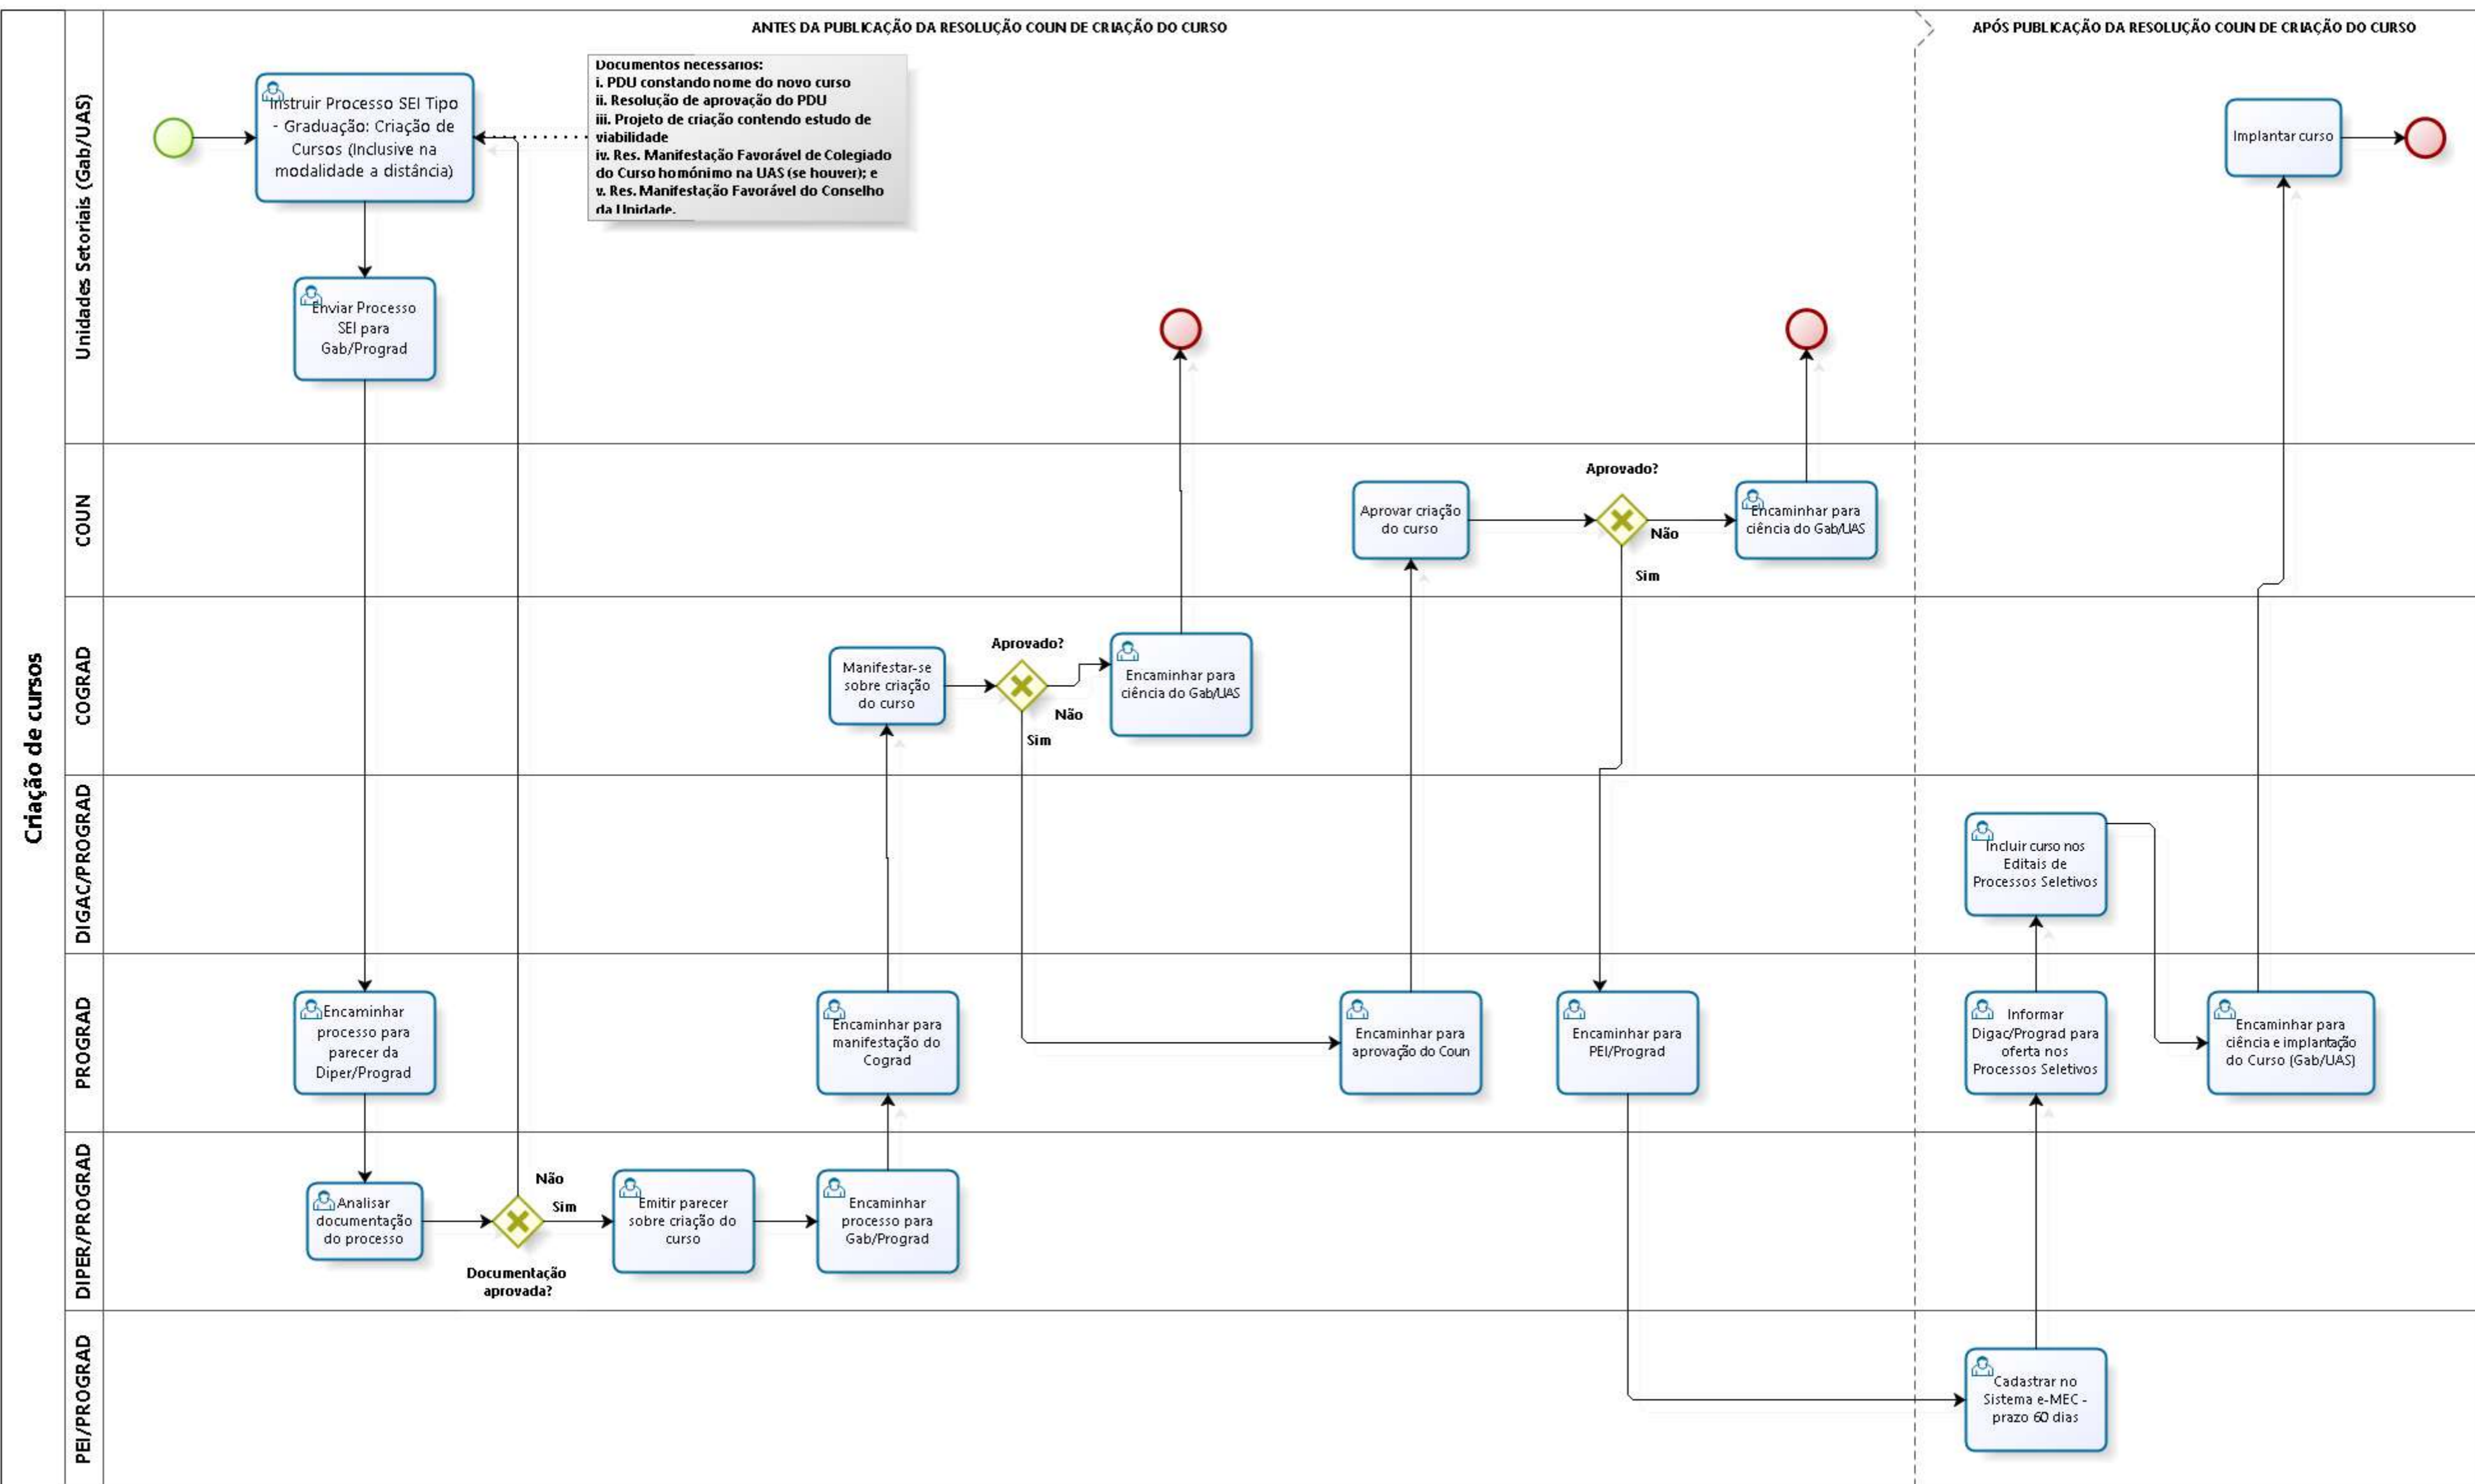 Criação de cursos
ANTES DA PUBLICAÇÃO DA RESOLUÇÃO COUN DE CRIAÇÃO DO CURSO
APÓS PUBLICAÇÃO DA RESOLUÇÃO COUN DE CRIAÇÃO DO CURSO
Unidades Setoriais (Gab/UAS)
Instruir Processo SEI Tipo
- Graduação: Criação de
Cursos (Inclusive na
modalidade a distância)
Documentos necessários:
i. PDU constando nome do novo curso
ii. Resolução de aprovação do PDU
iii. Projeto de criação contendo estudo de
viabilidade
iv. Res. Manifestação Favorável de Colegiado
do Curso homónimo na UAS (se houver); e
v. Res. Manifestação Favorável do Conselho
da Unidade.
Implantar curso
Enviar Processo
SEI para
Gab/Prograd
COUN
Aprovar criação
do curso
Aprovado?
Não
Sim
Encaminhar para
ciência do Gab/UAS
COGRAD
Manifestar-se
sobre criação
do curso
Aprovado?
Não
Sim
Encaminhar para
ciência do Gab/UAS
DIGAC/PROGRAD
Incluir curso nos
Editais de
Processos Seletivos
PROGRAD
Encaminhar
processo para
parecer da
Diper/Prograd
Encaminhar para
manifestação do
Cograd
Encaminhar para
aprovação do Coun
Encaminhar para
PEI/Prograd
Informar
Digac/Prograd para
oferta nos
Processos Seletivos
Encaminhar para
ciência e implantação
do Curso (Gab/UAS)
DIPER/PROGRAD
Analisar
documentação
do processo
Não
Sim
Documentação
aprovada?
Emitir parecer
sobre criação do
curso
Encaminhar
processo para
Gab/Prograd
PEI/PROGRAD
Cadastrar no
Sistema e-MEC -
prazo 60 dias